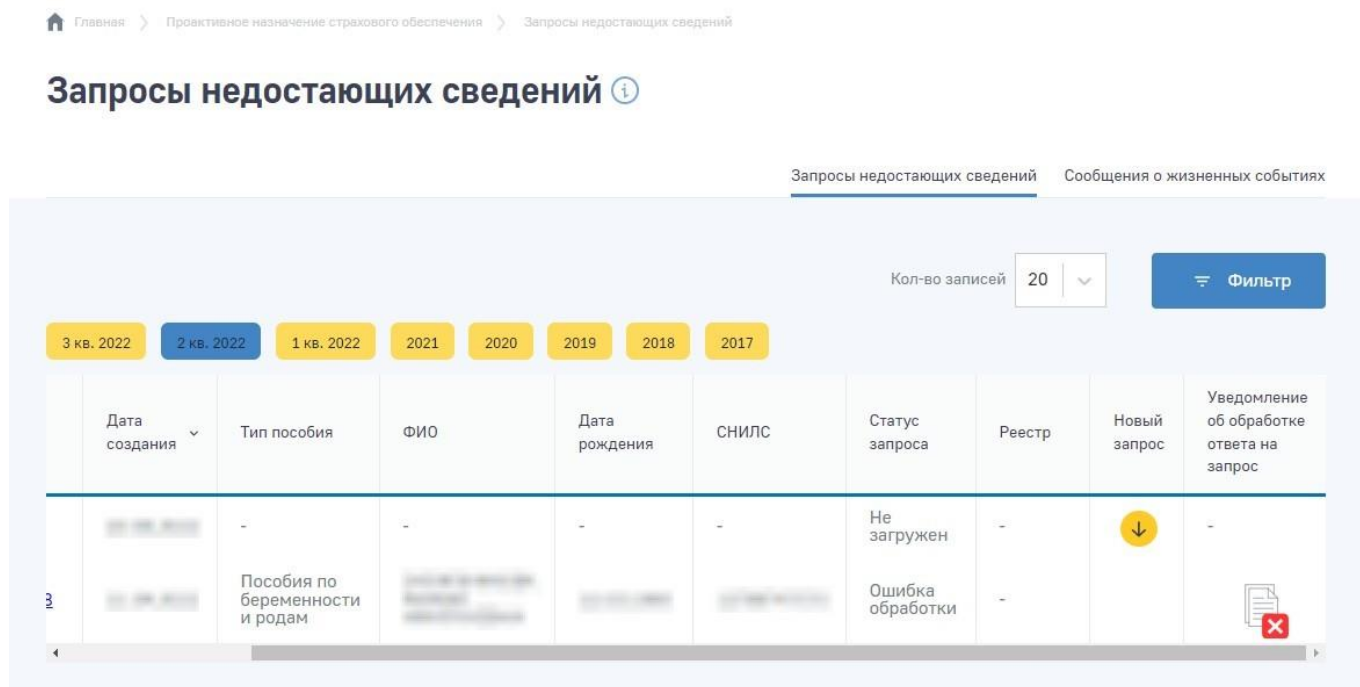 Главная > Проактивное назначение страхового обеспечения > Запросы недостающих сведений
Запросы недостающих сведений i
Запросы недостающих сведений Сообщения о жизненных событиях
Кол-во записей 20 Фильтр
3 кв. 2022 2 кв. 2022 1 кв. 2022 2021 2020 2019 2018 2017
Дата создания Тип пособия ФИО Дата рождения СНИЛС Статус запроса Реестр Новый запрос Уведомление об обработке ответа на запрос
- - - - Не загружен - -
Пособия по беременности и родам Ошибка обработки -